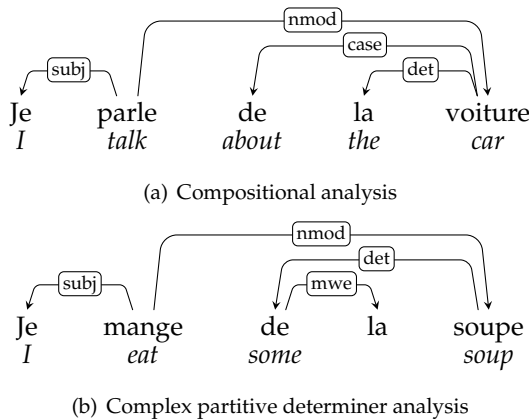 nmod
case
subj
det
Je parle de la voiture
I talk about the car
(a) Compositional analysis
nmod
det
subj
mwe
Je mange de la soupe
I eat some soup
(b) Complex partitive determiner analysis